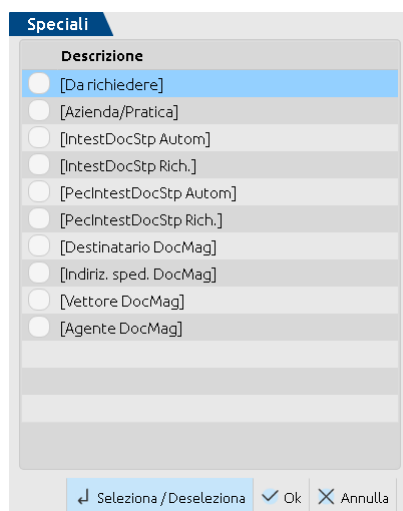 Speciali
Descrizione
[Da richiedere]
[Azienda/Pratica]
[IntestDocStp Autom]
[IntestDocStp Rich.]
[PecIntestDocStp Autom]
[PecIntestDocStp Rich.]
[Destinatario DocMag]
[Indiriz. sped. DocMag]
[Vettore DocMag]
[Agente DocMag]
Seleziona / Deseleziona Ok Annulla